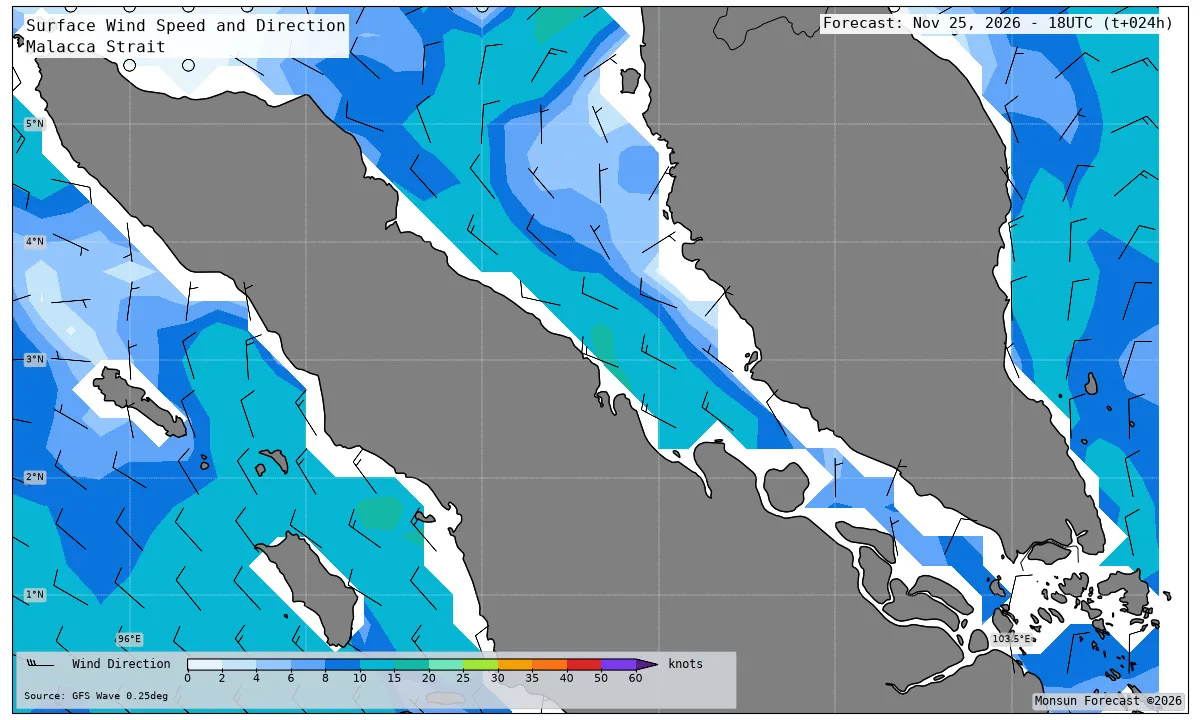 Surface Wind Speed and Direction
Malacca Strait
Forecast: Nov 25, 2026 - 18UTC (t+024h)
5°N
4°N
3°N
2°N
1°N
96°E
103.5°E
Wind Direction
knots
0 2 4 6 8 10 15 20 25 30 35 40 50 60
Source: GFS Wave 0.25deg
Monsun Forecast ©2026